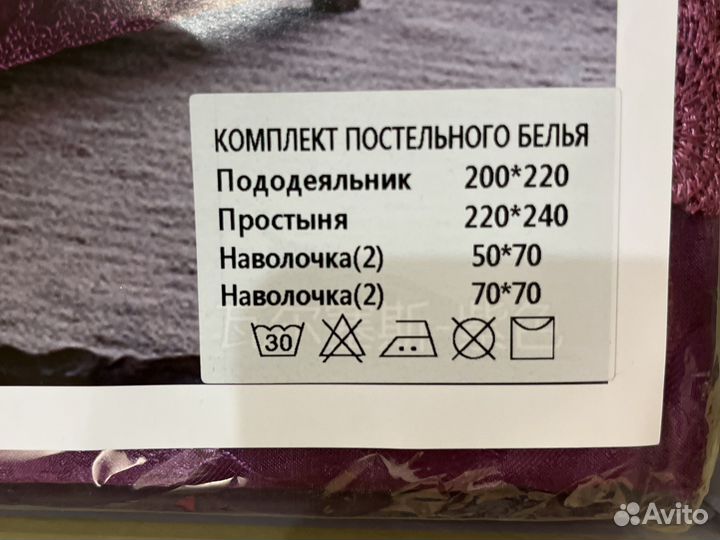 КОМПЛЕКТ ПОСТЕЛЬНОГО БЕЛЬЯ
Пододеяльник 200*220
Простыня 220*240
Наволочка(2) 50*70
Наволочка(2) 70*70
30
Avito